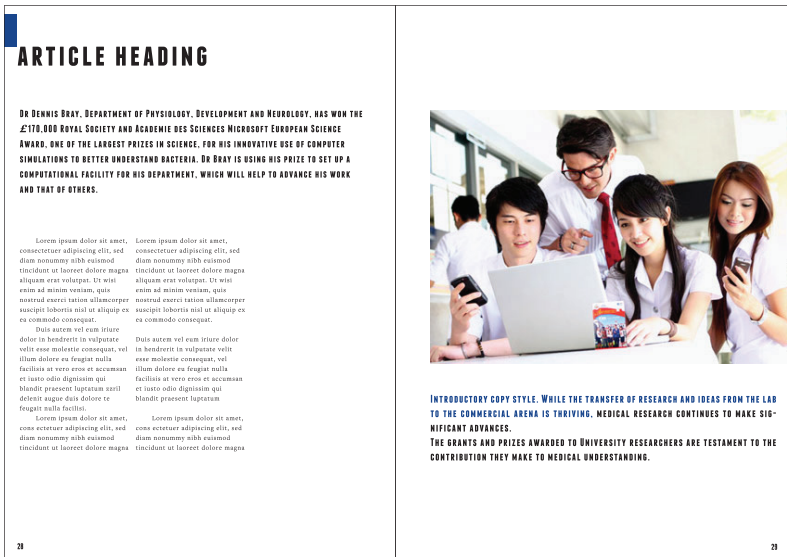 ARTICLE HEADING
DR DENNIS BRAY, DEPARTMENT OF PHYSIOLOGY, DEVELOPMENT AND NEUROLOGY, HAS WON THE
£170,000 ROYAL SOCIETY AND ACADEMIE DES SCIENCES MICROSOFT EUROPEAN SCIENCE
AWARD, ONE OF THE LARGEST PRIZES IN SCIENCE, FOR HIS INNOVATIVE USE OF COMPUTER
SIMULATIONS TO BETTER UNDERSTAND BACTERIA. DR BRAY IS USING HIS PRIZE TO SET UP A
COMPUTATIONAL FACILITY FOR HIS DEPARTMENT, WHICH WILL HELP TO ADVANCE HIS WORK
AND THAT OF OTHERS.
Lorem ipsum dolor sit amet,
consectetuer adipiscing elit, sed
diam nonummy nibh euismod
tincidunt ut laoreet dolore magna
aliquam erat volutpat. Ut wisi
enim ad minim veniam, quis
nostrud exerci tation ullamcorper
suscipit lobortis nisl ut aliquip ex
ea commodo consequat.
Duis autem vel eum iriure
dolor in hendrerit in vulputate
velit esse molestie consequat, vel
illum dolore eu feugiat nulla
facilisis at vero eros et accumsan
et iusto odio dignissim qui
blandit praesent luptatum zzril
delenit augue duis dolore te
feugait nulla facilisi.
Lorem ipsum dolor sit amet,
cons ectetuer adipiscing elit, sed
diam nonummy nibh euismod
tincidunt ut laoreet dolore magna
Lorem ipsum dolor sit amet,
consectetuer adipiscing elit, sed
diam nonummy nibh euismod
tincidunt ut laoreet dolore magna
aliquam erat volutpat. Ut wisi
enim ad minim veniam, quis
nostrud exerci tation ullamcorper
suscipit lobortis nisl ut aliquip ex
ea commodo consequat.
Duis autem vel eum iriure dolor
in hendrerit in vulputate velit
esse molestie consequat, vel
illum dolore eu feugiat nulla
facilisis at vero eros et accumsan
et iusto odio dignissim qui
blandit praesent luptatum
Lorem ipsum dolor sit amet,
cons ectetuer adipiscing elit, sed
diam nonummy nibh euismod
tincidunt ut laoreet dolore magna
28
INTRODUCTORY COPY STYLE. WHILE THE TRANSFER OF RESEARCH AND IDEAS FROM THE LAB
TO THE COMMERCIAL ARENA IS THRIVING, MEDICAL RESEARCH CONTINUES TO MAKE SIG-
NIFICANT ADVANCES.
THE GRANTS AND PRIZES AWARDED TO UNIVERSITY RESEARCHERS ARE TESTAMENT TO THE
CONTRIBUTION THEY MAKE TO MEDICAL UNDERSTANDING.
29